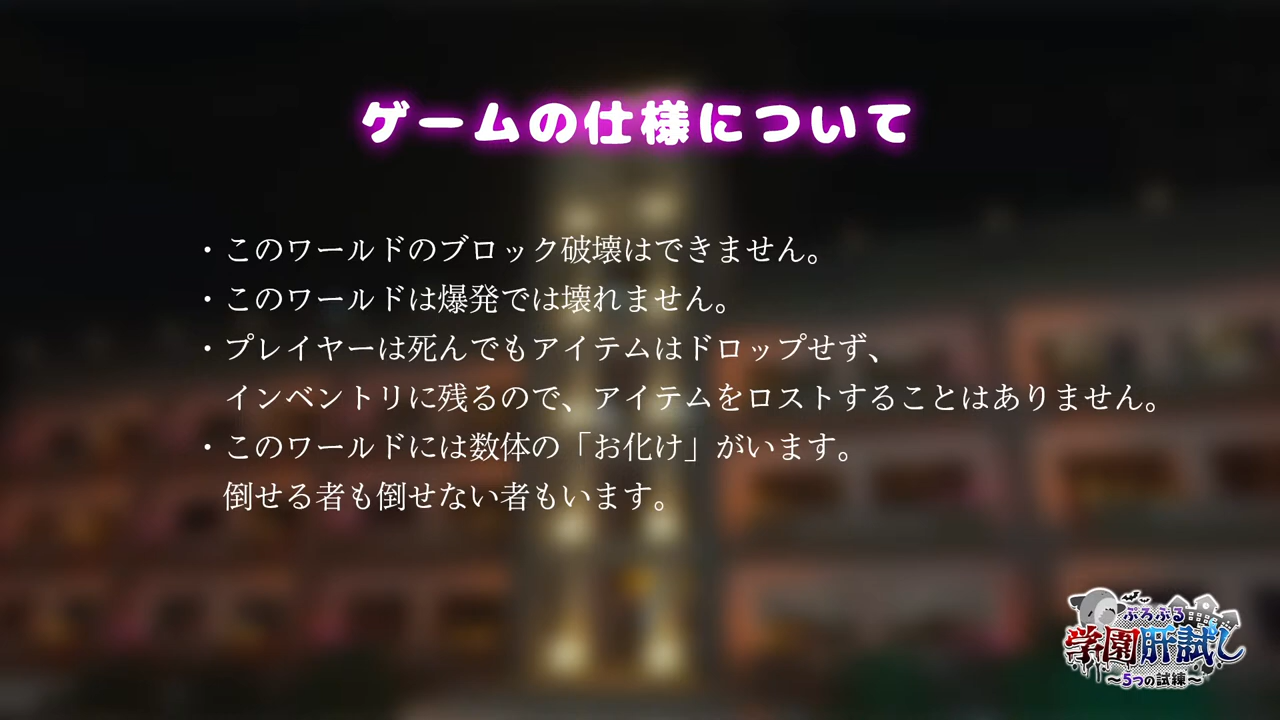 ゲームの仕様について
・このワールドのブロック破壊はできません。
・このワールドは爆発では壊れません。
・プレイヤーは死んでもアイテムはドロップせず、
インベントリに残るので、アイテムをロストすることはありません。
・このワールドには数体の「お化け」がいます。
倒せる者も倒せない者もいます。
ぷろぷる
学園肝試し
～5つの試練～